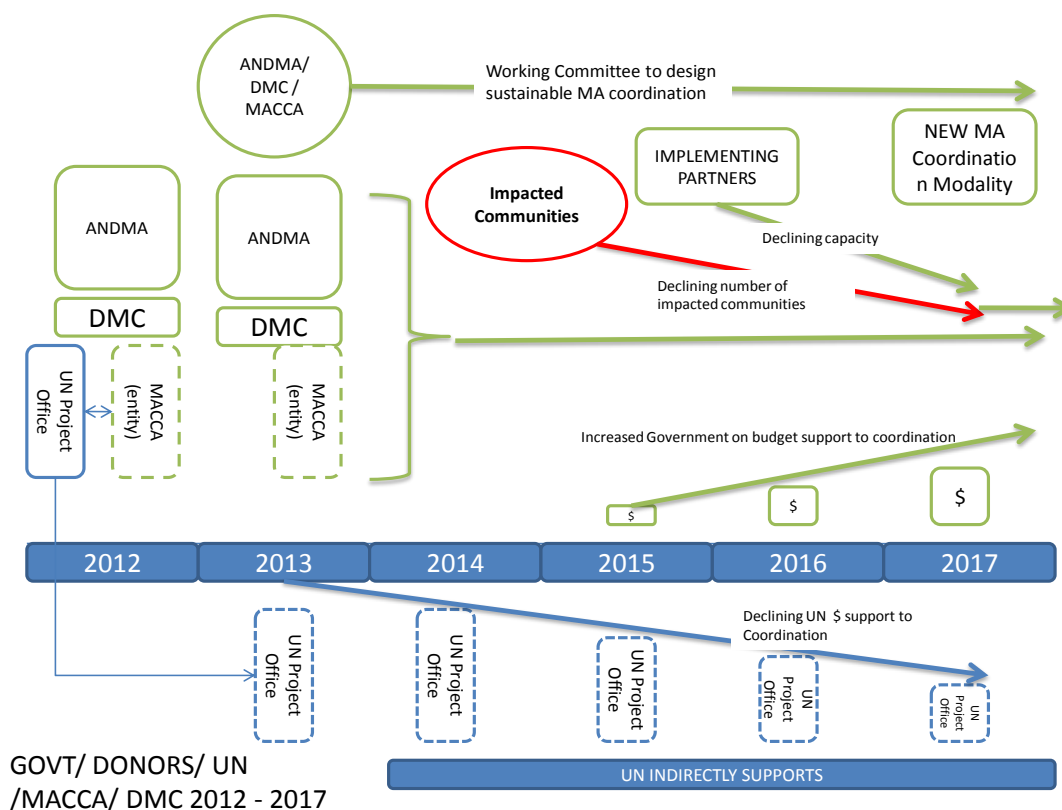 ANDMA/
DMC /
MACCA
Working Committee to design
sustainable MA coordination
NEW MA
Coordinatio
n Modality
IMPLEMENTING
PARTNERS
Impacted
Communities
ANDMA
ANDMA
Declining capacity
Declining number of
impacted communities
DMC
DMC
UN Project
Office
MACCA
(entity)
MACCA
(entity)
Increased Government on budget support to coordination
$
$
$
2012
2013
2014
2015
2016
2017
Declining UN $ support to
Coordination
UN Project
Office
UN Project
Office
UN Project
Office
UN
Project
Office
UN
Project
Office
GOVT/ DONORS/ UN
/MACCA/ DMC 2012 - 2017
UN INDIRECTLY SUPPORTS